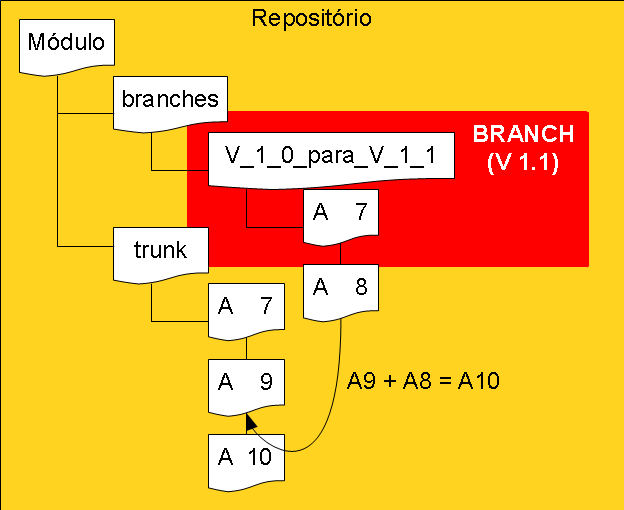 Repositório
Módulo
branches
BRANCH
(V 1.1)
V_1_0_para_V_1_1
A 7
trunk
A 8
A 7
A 9
A9 + A8 = A10
A 10